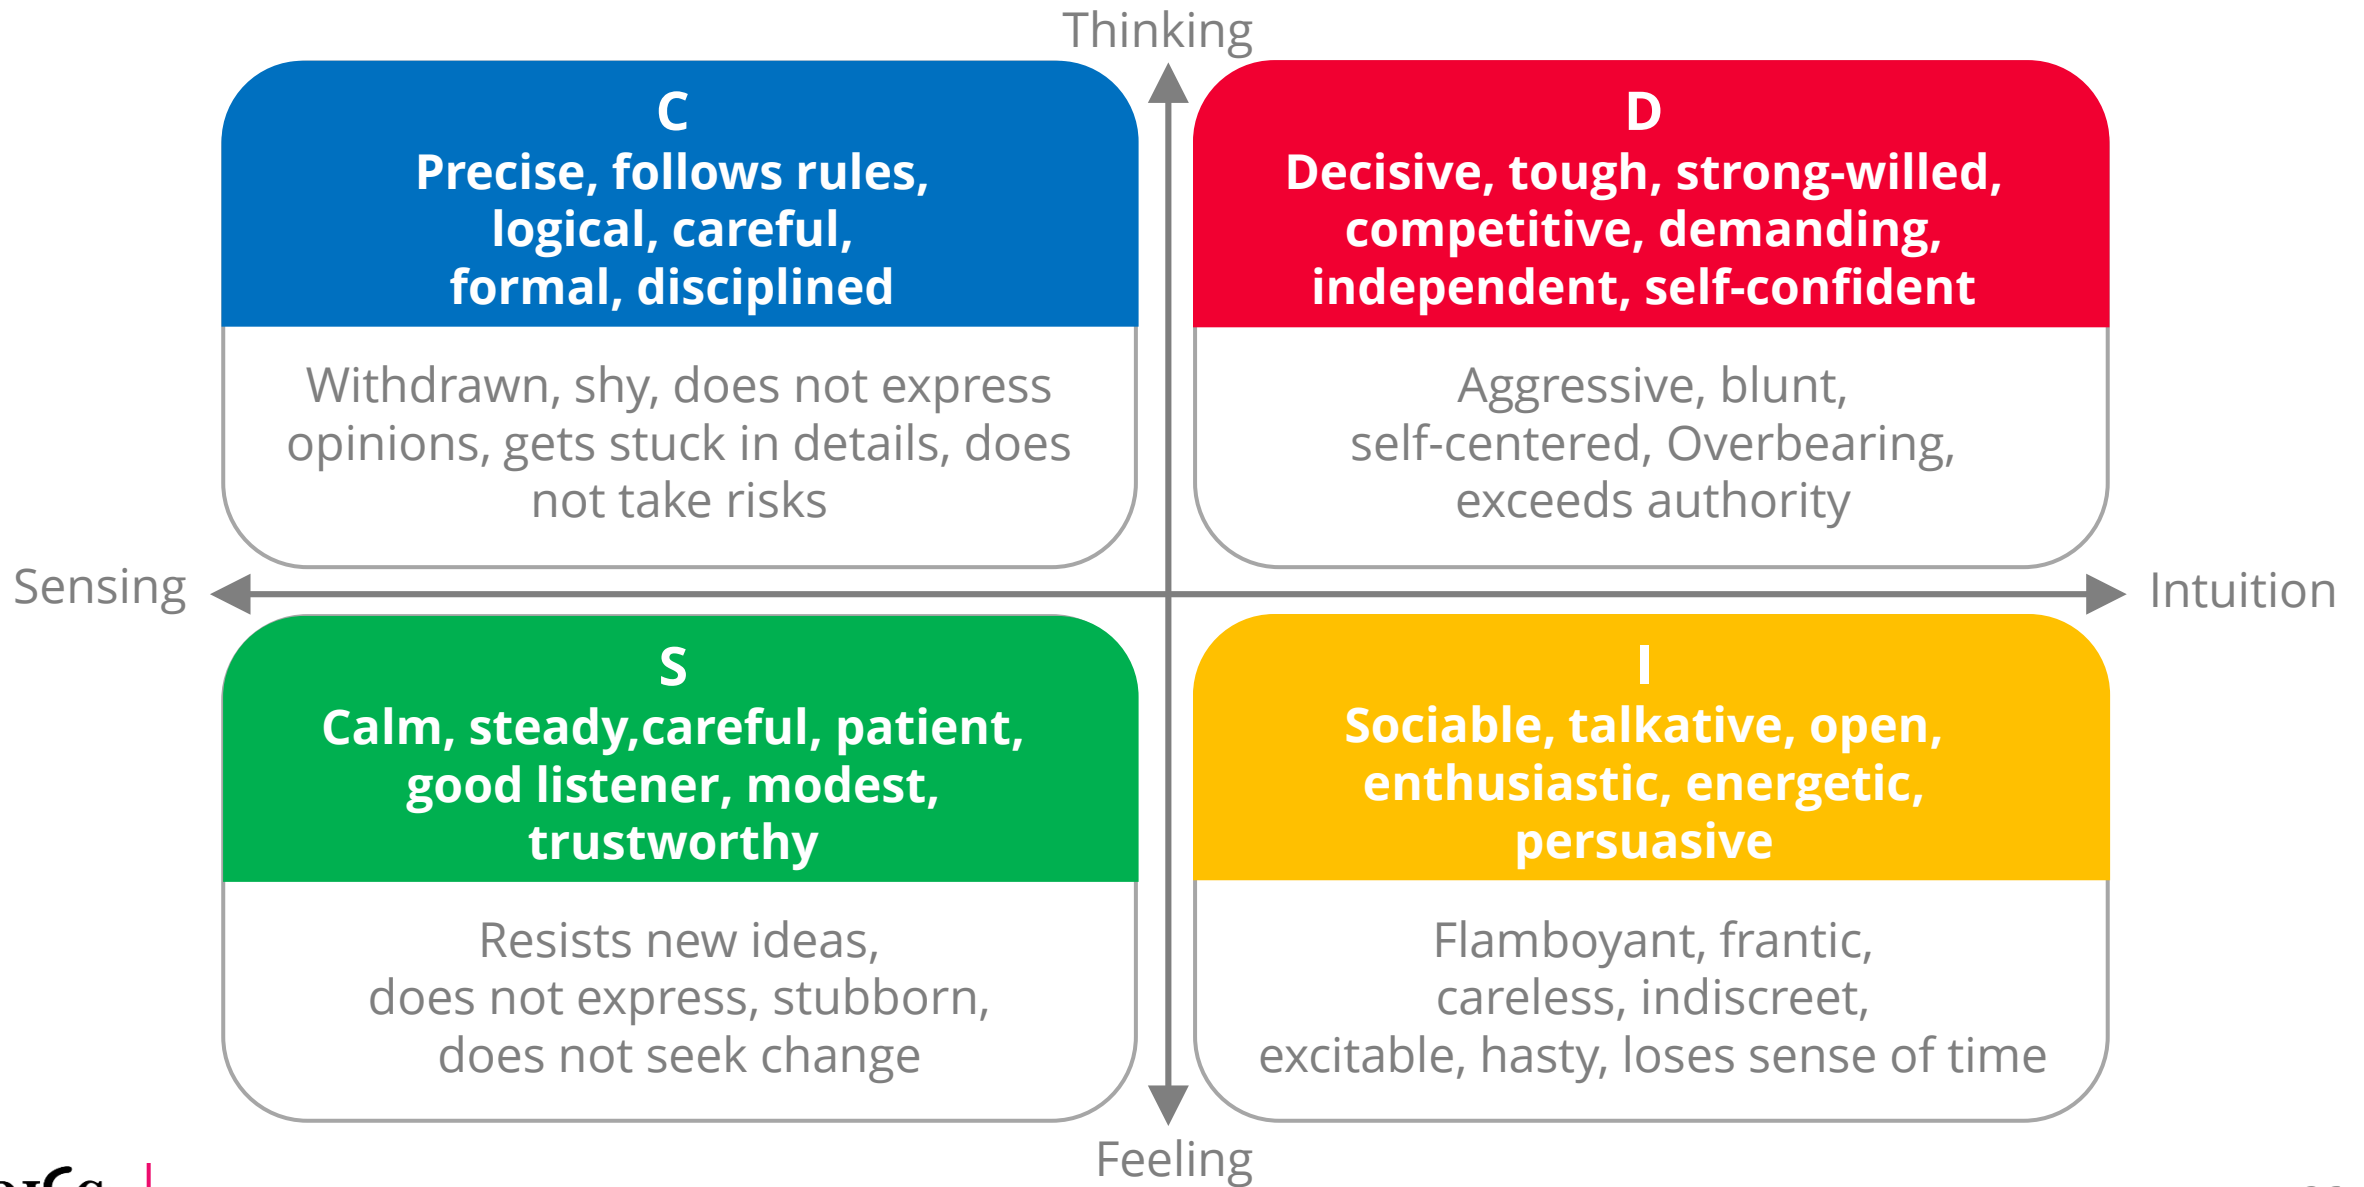 Thinking
C
Precise, follows rules,
logical, careful,
formal, disciplined
Withdrawn, shy, does not express
opinions, gets stuck in details, does
not take risks
D
Decisive, tough, strong-willed,
competitive, demanding,
independent, self-confident
Aggressive, blunt,
self-centered, Overbearing,
exceeds authority
Sensing
Intuition
S
Calm, steady,careful, patient,
good listener, modest,
trustworthy
Resists new ideas,
does not express, stubborn,
does not seek change
I
Sociable, talkative, open,
enthusiastic, energetic,
persuasive
Flamboyant, frantic,
careless, indiscreet,
excitable, hasty, loses sense of time
Feeling